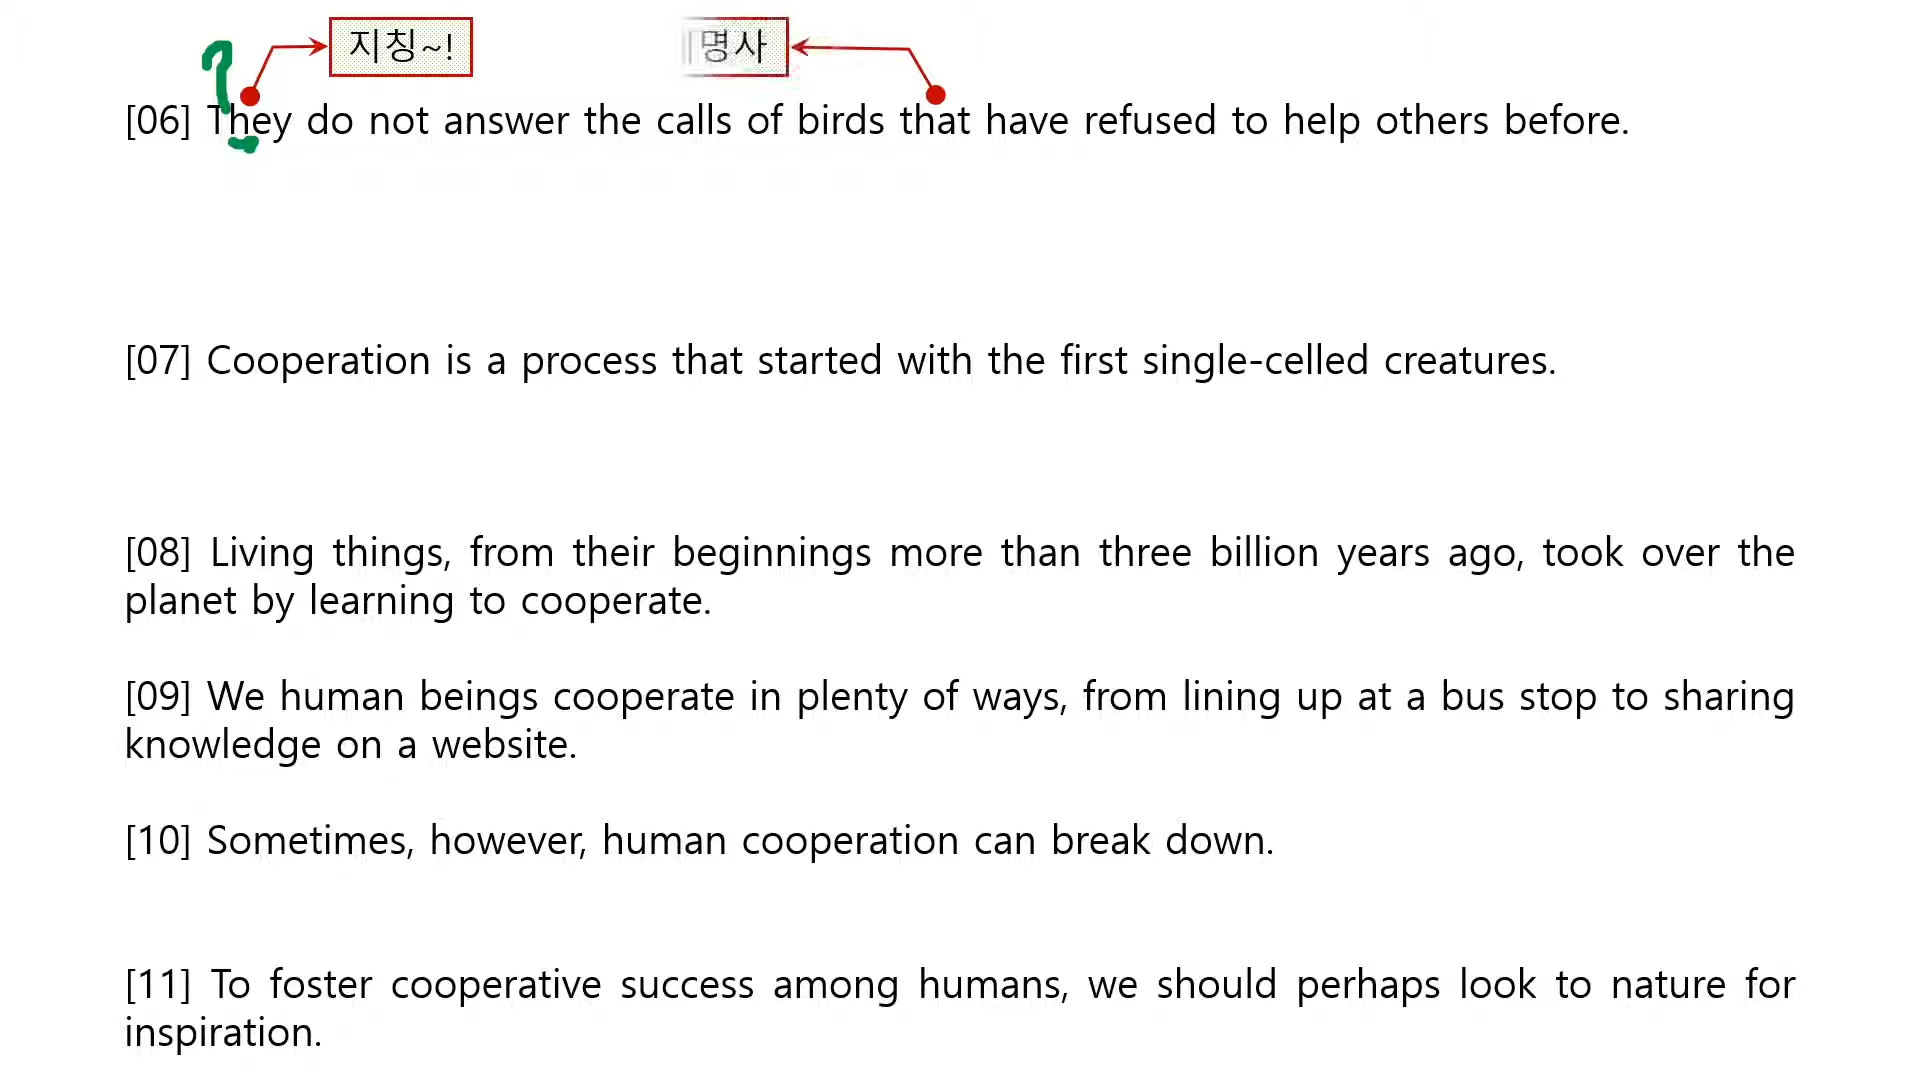 지칭~!
명사
[06] They do not answer the calls of birds that have refused to help others before.
[07] Cooperation is a process that started with the first single-celled creatures.
[08] Living things, from their beginnings more than three billion years ago, took over the
planet by learning to cooperate.
[09] We human beings cooperate in plenty of ways, from lining up at a bus stop to sharing
knowledge on a website.
[10] Sometimes, however, human cooperation can break down.
[11] To foster cooperative success among humans, we should perhaps look to nature for
inspiration.